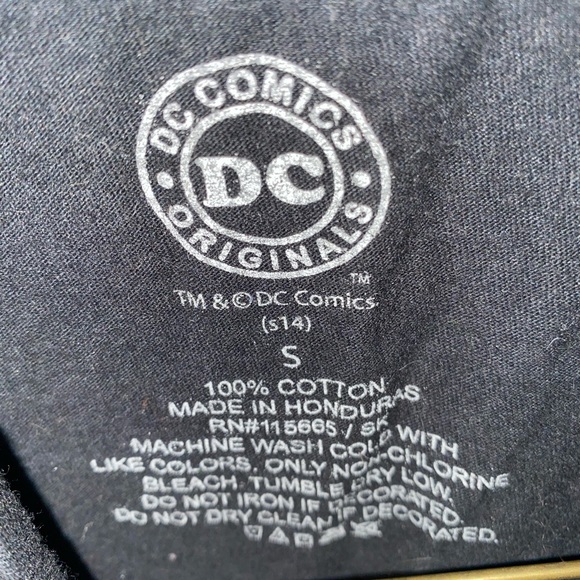 DC COMICS
DC
ORIGINALS
TM
TM & © DC Comics.
(s14)
S
100% COTTON
MADE IN HONDURAS
RN#115665 / SK
MACHINE WASH COLD WITH
LIKE COLORS. ONLY NON-CHLORINE
BLEACH. TUMBLE DRY LOW.
DO NOT IRON IF DECORATED.
DO NOT DRY CLEAN IF DECORATED.